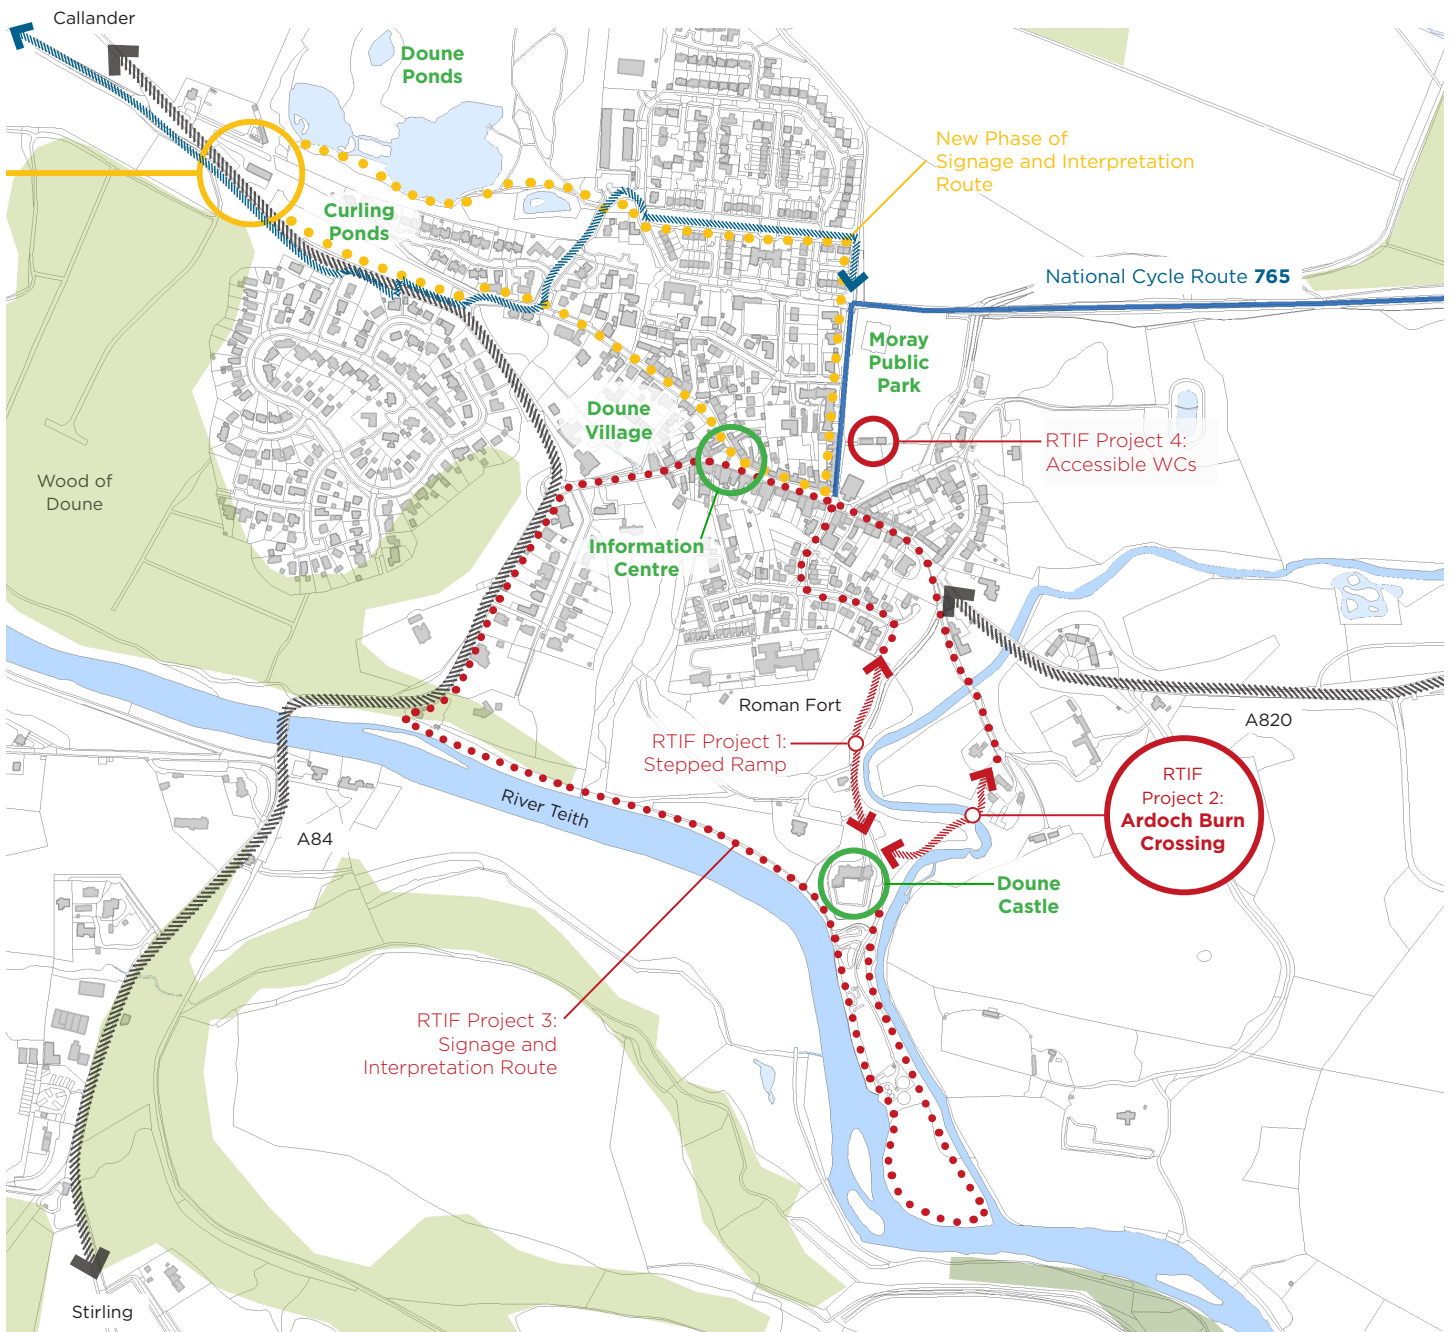 Callander
Doune
Ponds
New Phase of
Signage and Interpretation
Route
Curling
Ponds
National Cycle Route 765
Moray
Public
Park
Doune
Village
RTIF Project 4:
Accessible WCs
Wood of
Doune
Information
Centre
Roman Fort
A820
RTIF Project 1:
Stepped Ramp
RTIF
Project 2:
Ardoch Burn
Crossing
River Teith
A84
Doune
Castle
RTIF Project 3:
Signage and
Interpretation Route
Stirling